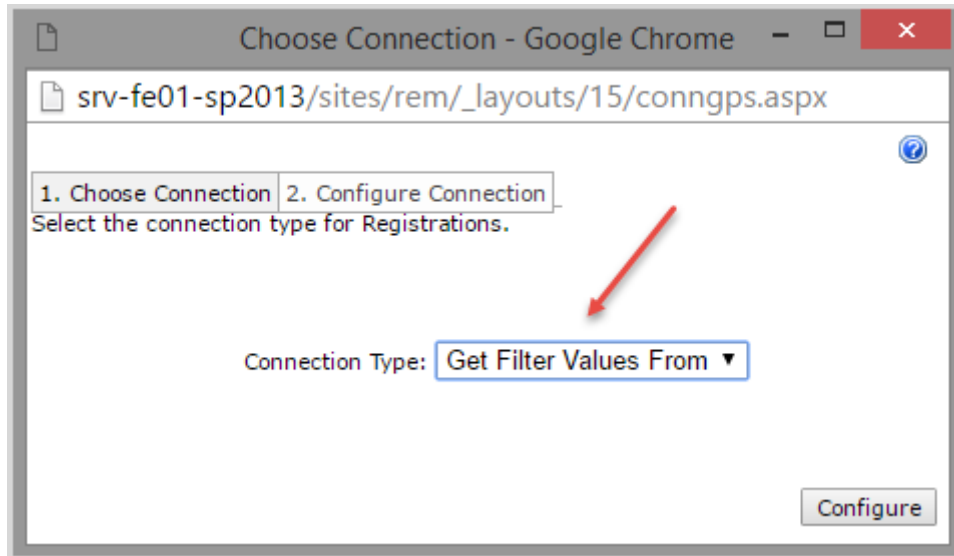 Choose Connection - Google Chrome
srv-fe01-sp2013/sites/rem/_layouts/15/conngps.aspx
1. Choose Connection 2. Configure Connection
Select the connection type for Registrations.
Connection Type: Get Filter Values From
Configure